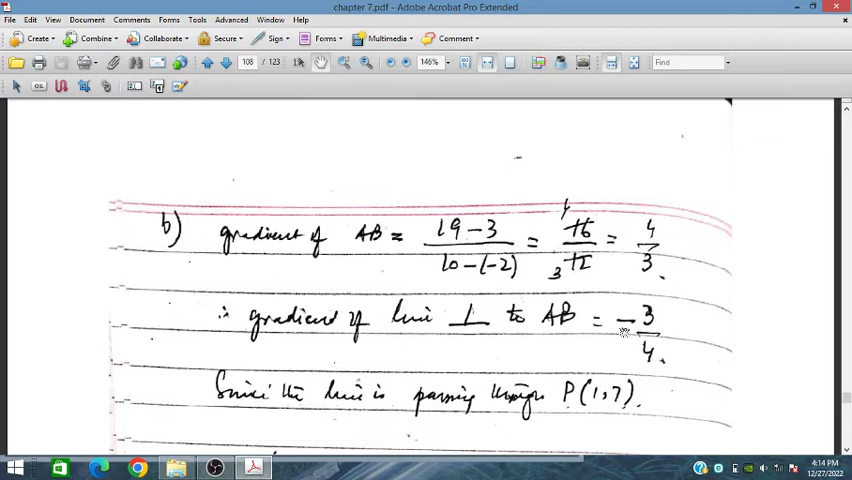 chapter 7.pdf - Adobe Acrobat Pro Extended
File Edit View Document Comments Forms Tools Advanced Window Help
Create Combine Collaborate Secure Sign Forms Multimedia Comment
108 / 123 146% Find
b) gradient of AB = 19 - 3 / 10 - (-2) = 16 4 / 12 3 = 4 / 3 .
∴ gradient of line ⊥ to AB = - 3 / 4 .
Since the line is passing through P(1,7).
4:14 PM
12/27/2022